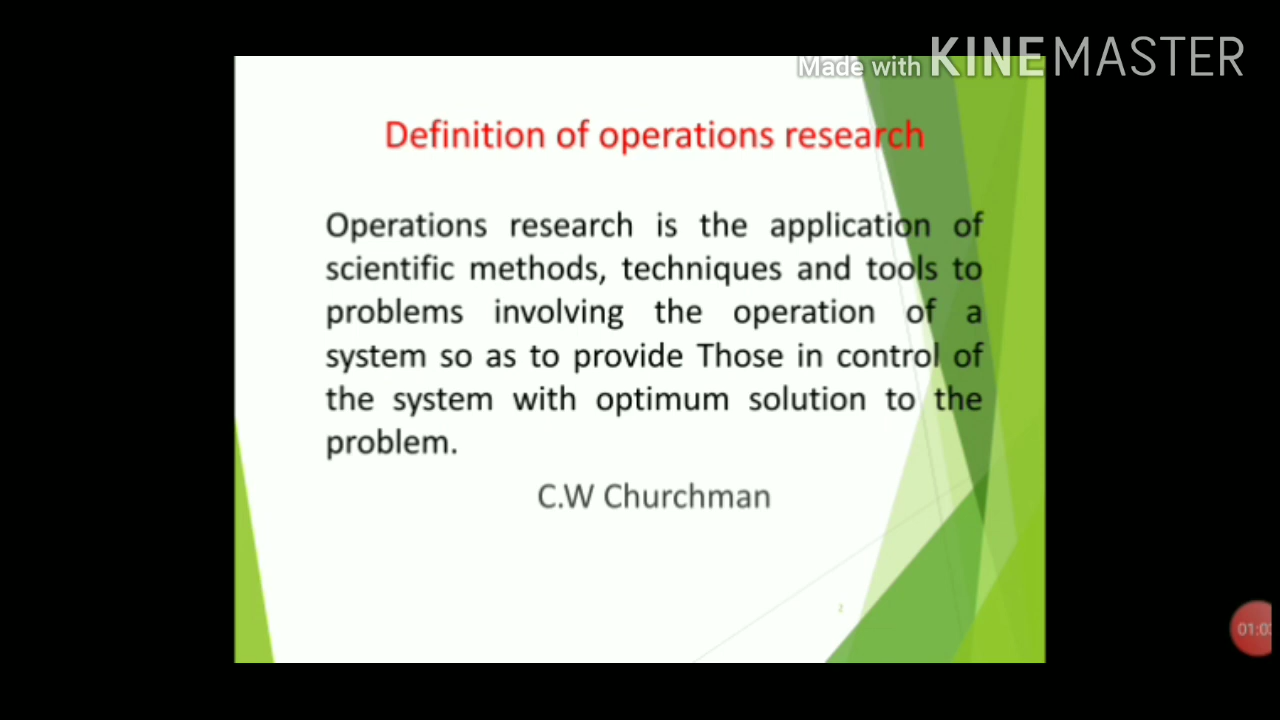 Made with KINEMASTER
Definition of operations research
Operations research is the application of
scientific methods, techniques and tools to
problems involving the operation of a
system so as to provide Those in control of
the system with optimum solution to the
problem.
C.W Churchman
2